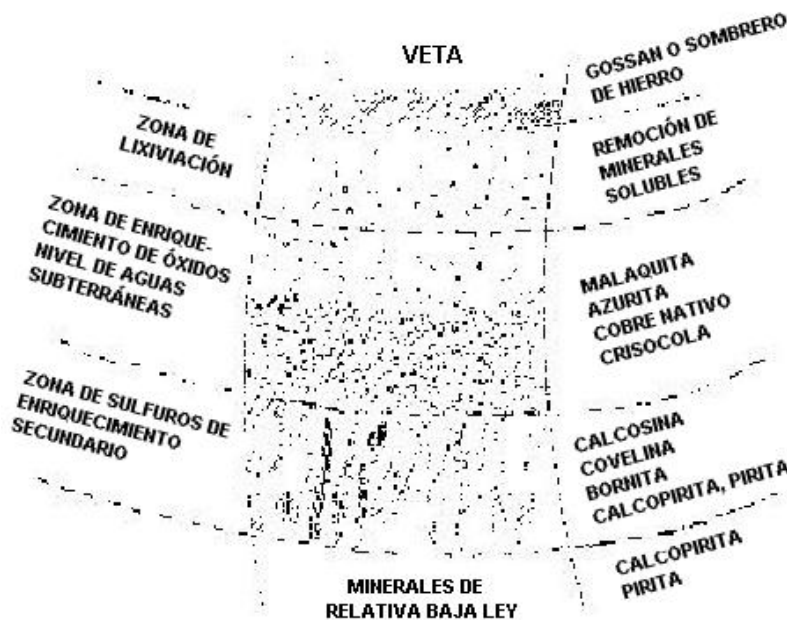 VETA
GOSSAN O SOMBRERO
DE HIERRO
ZONA DE
LIXIVIACIÓN
REMOCIÓN DE
MINERALES
SOLUBLES
ZONA DE ENRIQUE-
CIMIENTO DE ÓXIDOS
NIVEL DE AGUAS
SUBTERRÁNEAS
MALAQUITA
AZURITA
COBRE NATIVO
CRISOCOLA
ZONA DE SULFUROS DE
ENRIQUECIMIENTO
SECUNDARIO
CALCOSINA
COVELINA
BORNITA
CALCOPIRITA, PIRITA
CALCOPIRITA
PIRITA
MINERALES DE
RELATIVA BAJA LEY